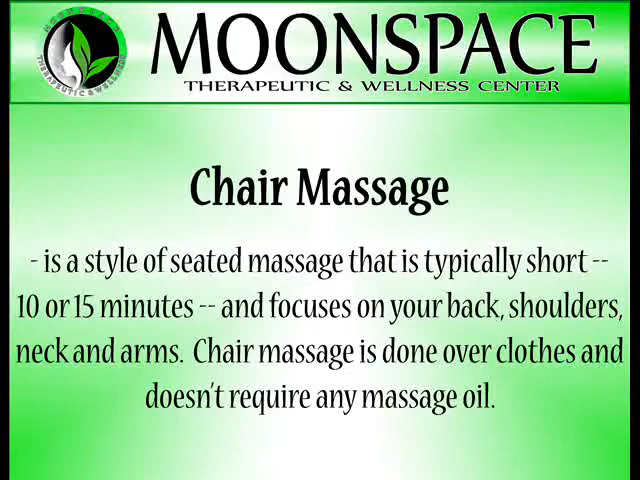 MOONSPACE
THERAPEUTIC & WELLNESS CENTER
Chair Massage
- is a style of seated massage that is typically short --
10 or 15 minutes -- and focuses on your back, shoulders,
neck and arms.  Chair massage is done over clothes and
doesn't require any massage oil.